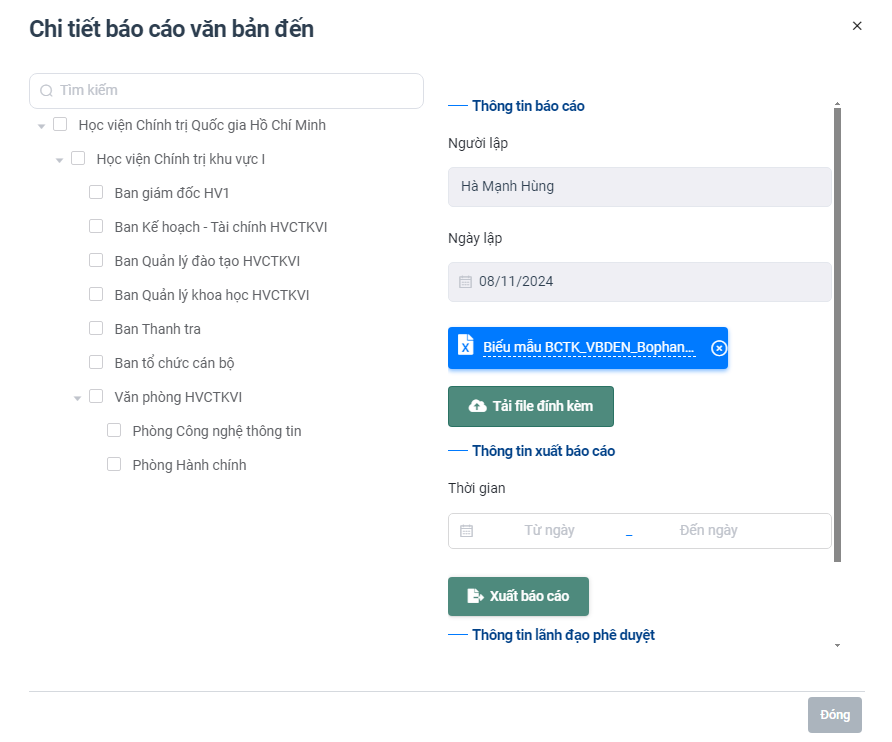 Chi tiết báo cáo văn bản đến
Tìm kiếm
Học viện Chính trị Quốc gia Hồ Chí Minh
Học viện Chính trị khu vực I
Ban giám đốc HV1
Ban Kế hoạch - Tài chính HVCTKVI
Ban Quản lý đào tạo HVCTKVI
Ban Quản lý khoa học HVCTKVI
Ban Thanh tra
Ban tổ chức cán bộ
Văn phòng HVCTKVI
Phòng Công nghệ thông tin
Phòng Hành chính
Thông tin báo cáo
Người lập
Hà Mạnh Hùng
Ngày lập
08/11/2024
Biểu mẫu BCTK_VBDEN_Bophan...
Tải file đính kèm
Thông tin xuất báo cáo
Thời gian
Từ ngày _ Đến ngày
Xuất báo cáo
Thông tin lãnh đạo phê duyệt
Đóng